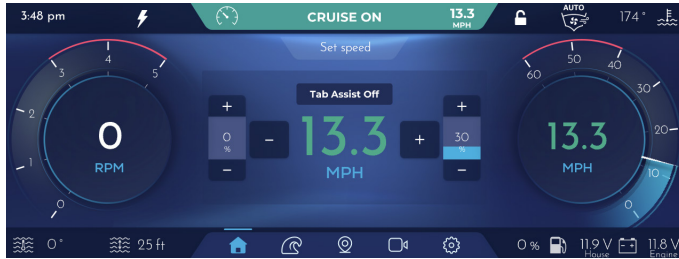 3:48 pm
CRUISE ON
13.3
MPH
AUTO
174°
Set speed
0
1
2
3
4
5
0
RPM
Tab Assist Off
+
0
%
−
−
13.3
MPH
+
+
30
%
−
60
50
40
30
20
10
0
13.3
MPH
0°
25 ft
0 %
11.9 V
House
11.8 V
Engine